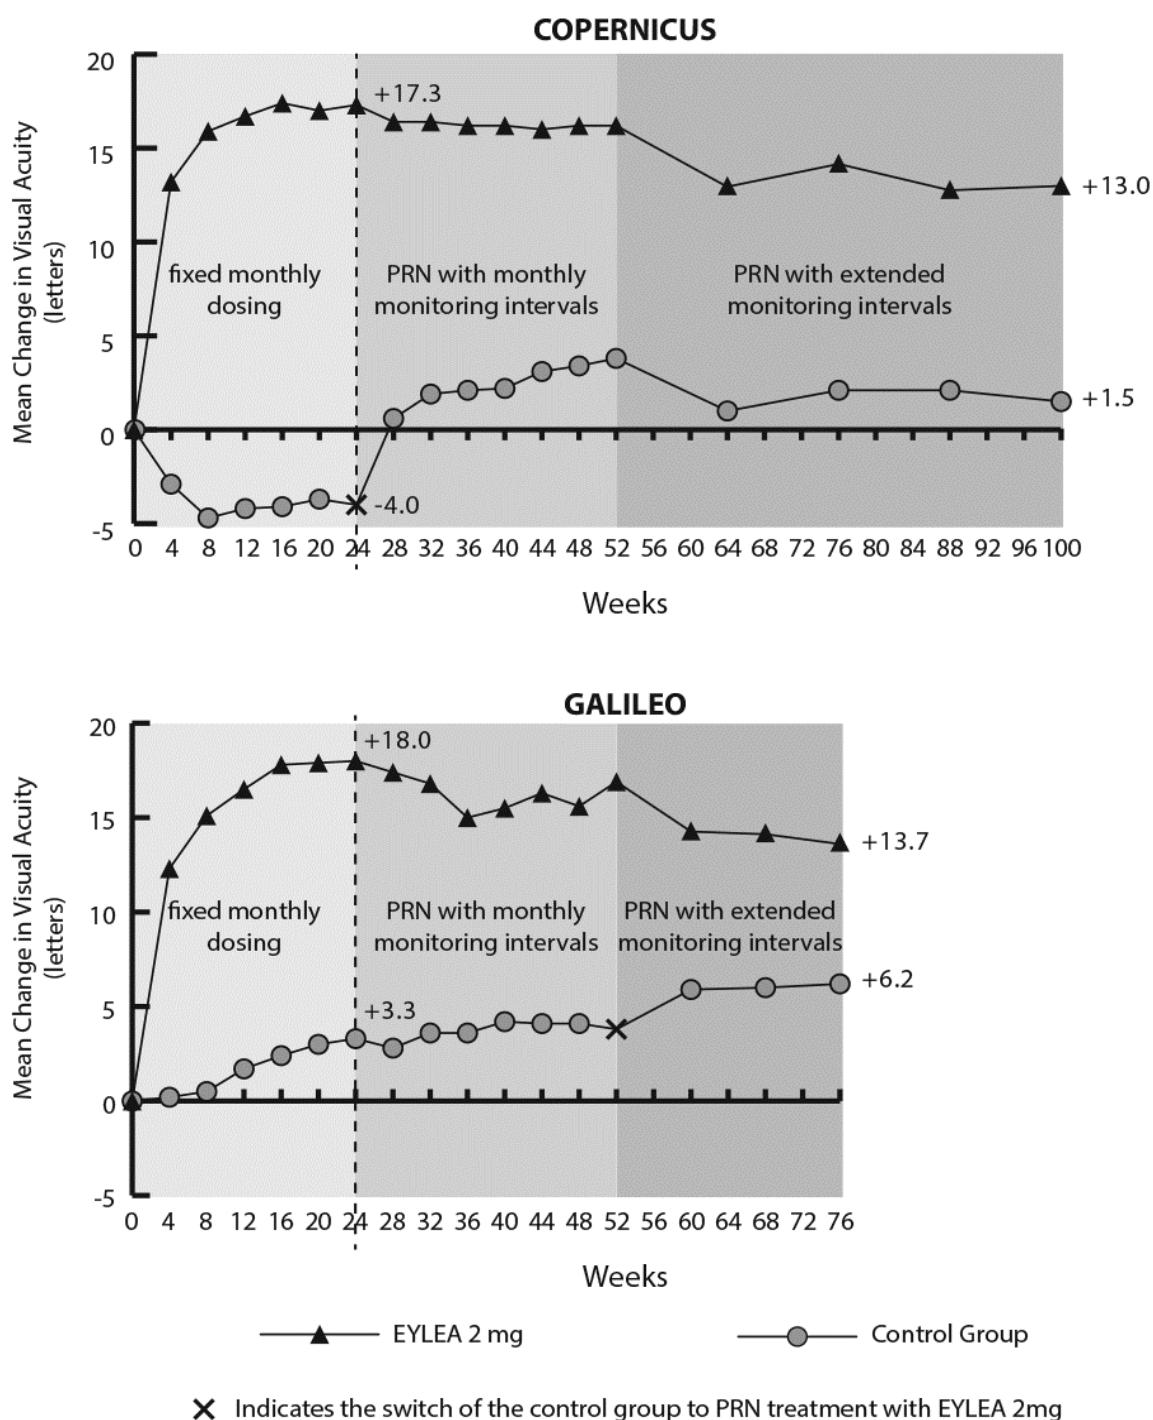 COPERNICUS
Mean Change in Visual Acuity
(letters)
20
15
10
5
0
-5
+17.3
+13.0
fixed monthly
dosing
PRN with monthly
monitoring intervals
PRN with extended
monitoring intervals
+1.5
-4.0
0 4 8 12 16 20 24 28 32 36 40 44 48 52 56 60 64 68 72 76 80 84 88 92 96 100
Weeks
GALILEO
Mean Change in Visual Acuity
(letters)
20
15
10
5
0
-5
+18.0
+13.7
fixed monthly
dosing
PRN with monthly
monitoring intervals
PRN with extended
monitoring intervals
+3.3
+6.2
0 4 8 12 16 20 24 28 32 36 40 44 48 52 56 60 64 68 72 76
Weeks
EYLEA 2 mg
Control Group
Indicates the switch of the control group to PRN treatment with EYLEA 2mg